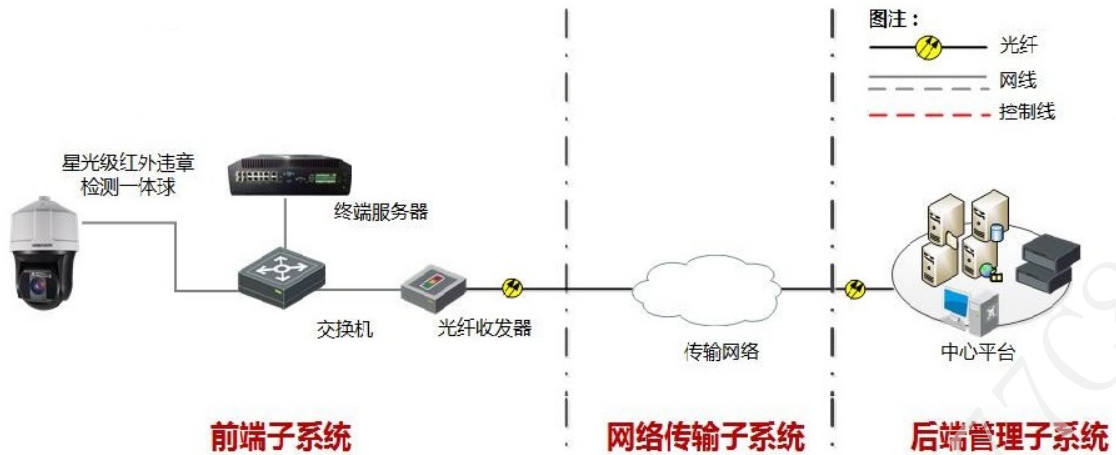 图注：
光纤
网线
控制线
星光级红外违章
检测一体球
终端服务器
交换机
光纤收发器
传输网络
中心平台
前端子系统
网络传输子系统
后端管理子系统